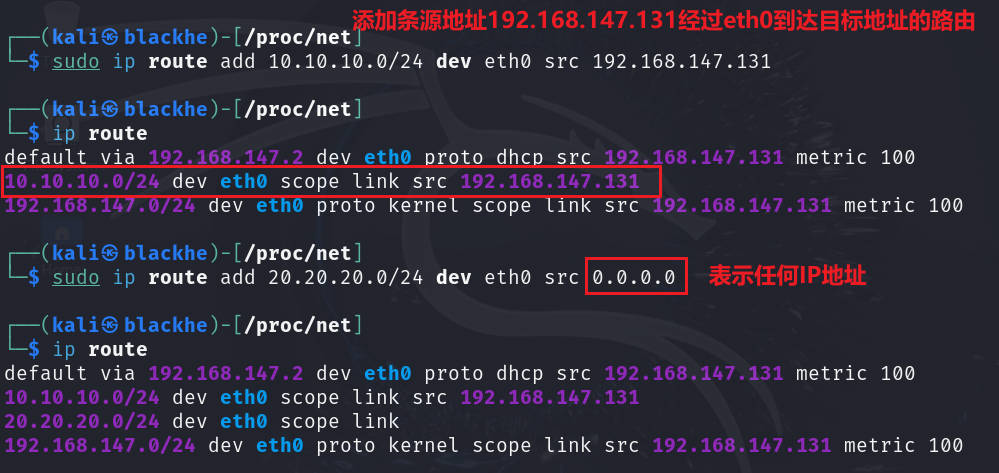 添加条源地址192.168.147.131经过eth0到达目标地址的路由
┌──(kali㉿blackhe)-[/proc/net]
└─$ sudo ip route add 10.10.10.0/24 dev eth0 src 192.168.147.131
┌──(kali㉿blackhe)-[/proc/net]
└─$ ip route
default via 192.168.147.2 dev eth0 proto dhcp src 192.168.147.131 metric 100
10.10.10.0/24 dev eth0 scope link src 192.168.147.131
192.168.147.0/24 dev eth0 proto kernel scope link src 192.168.147.131 metric 100
┌──(kali㉿blackhe)-[/proc/net]
└─$ sudo ip route add 20.20.20.0/24 dev eth0 src 0.0.0.0 表示任何IP地址
┌──(kali㉿blackhe)-[/proc/net]
└─$ ip route
default via 192.168.147.2 dev eth0 proto dhcp src 192.168.147.131 metric 100
10.10.10.0/24 dev eth0 scope link src 192.168.147.131
20.20.20.0/24 dev eth0 scope link
192.168.147.0/24 dev eth0 proto kernel scope link src 192.168.147.131 metric 100